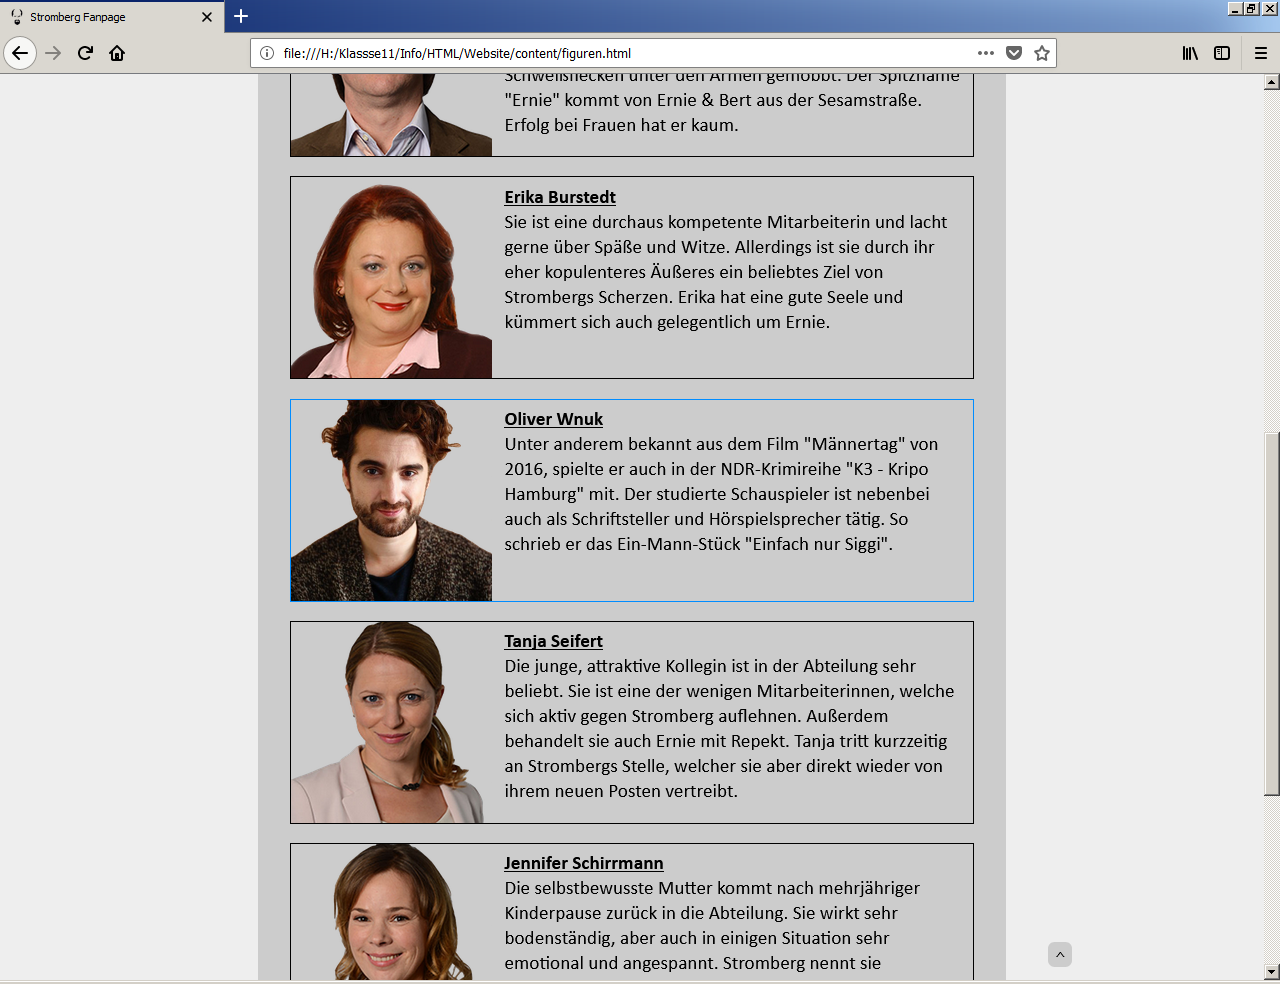 Stromberg Fanpage
file:///H:/Klassse11/Info/HTML/Website/content/figuren.html
Schweißflecken unter den Armen gemobbt. Der Spitzname
"Ernie" kommt von Ernie & Bert aus der Sesamstraße.
Erfolg bei Frauen hat er kaum.
Erika Burstedt
Sie ist eine durchaus kompetente Mitarbeiterin und lacht
gerne über Späße und Witze. Allerdings ist sie durch ihr
eher kopulenteres Äußeres ein beliebtes Ziel von
Strombergs Scherzen. Erika hat eine gute Seele und
kümmert sich auch gelegentlich um Ernie.
Oliver Wnuk
Unter anderem bekannt aus dem Film "Männertag" von
2016, spielte er auch in der NDR-Krimireihe "K3 - Kripo
Hamburg" mit. Der studierte Schauspieler ist nebenbei
auch als Schriftsteller und Hörspielsprecher tätig. So
schrieb er das Ein-Mann-Stück "Einfach nur Siggi".
Tanja Seifert
Die junge, attraktive Kollegin ist in der Abteilung sehr
beliebt. Sie ist eine der wenigen Mitarbeiterinnen, welche
sich aktiv gegen Stromberg auflehnen. Außerdem
behandelt sie auch Ernie mit Repekt. Tanja tritt kurzzeitig
an Strombergs Stelle, welcher sie aber direkt wieder von
ihrem neuen Posten vertreibt.
Jennifer Schirrmann
Die selbstbewusste Mutter kommt nach mehrjähriger
Kinderpause zurück in die Abteilung. Sie wirkt sehr
bodenständig, aber auch in einigen Situation sehr
emotional und angespannt. Stromberg nennt sie